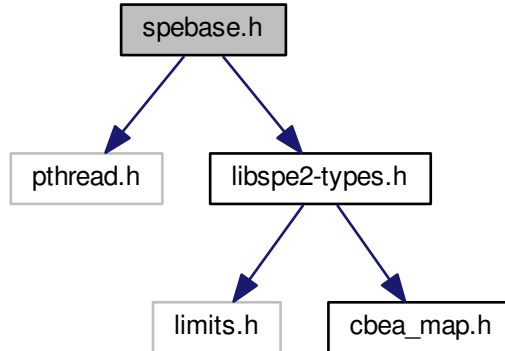 spebase.h
pthread.h
libspe2-types.h
limits.h
cbea_map.h